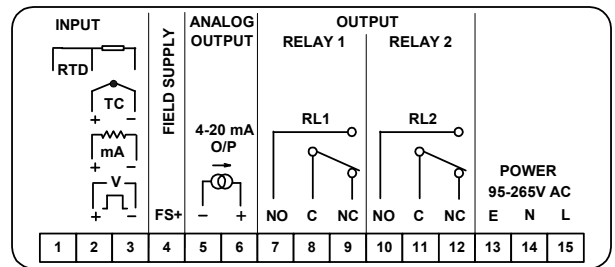 INPUT
RTD
TC
+ −
mA
+ −
V
+ −
FIELD SUPPLY
FS+
ANALOG
OUTPUT
4-20 mA
O/P
− +
OUTPUT
RELAY 1 RELAY 2
RL1 RL2
NO C NC NO C NC
POWER
95-265V AC
E N L
1 2 3 4 5 6 7 8 9 10 11 12 13 14 15